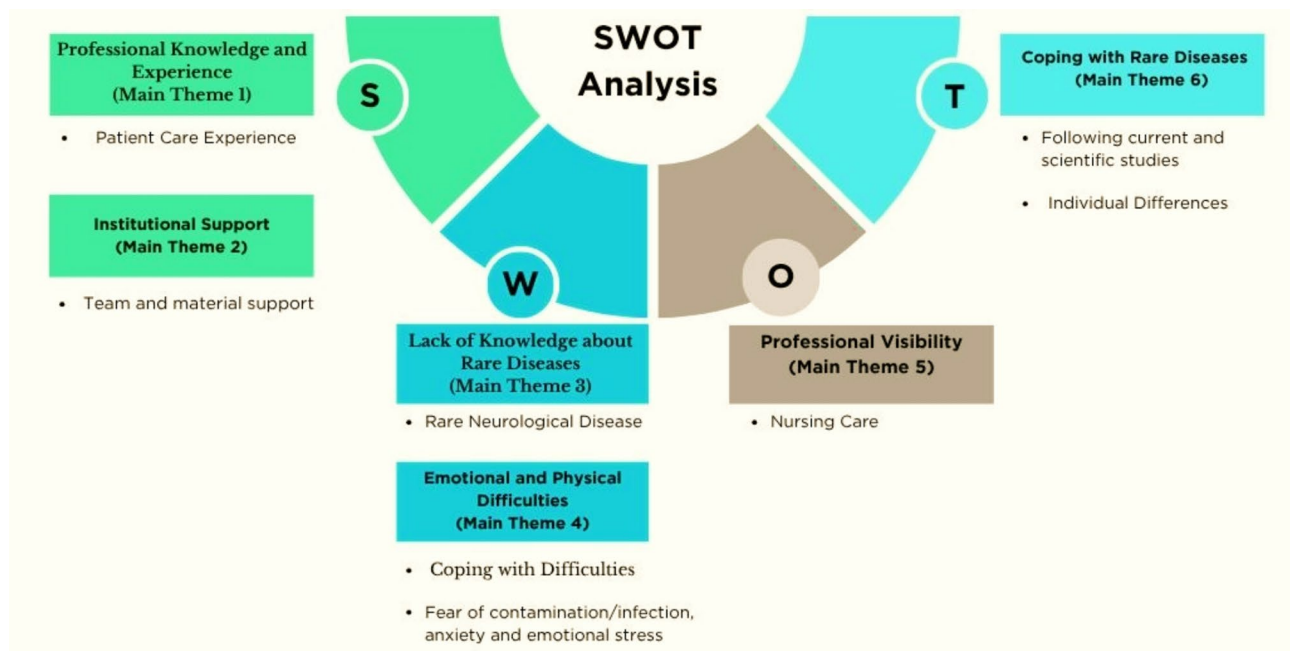 SWOT
Analysis
S
W
O
T
Professional Knowledge and
Experience
(Main Theme 1)
• Patient Care Experience
Institutional Support
(Main Theme 2)
• Team and material support
Lack of Knowledge about
Rare Diseases
(Main Theme 3)
• Rare Neurological Disease
Emotional and Physical
Difficulties
(Main Theme 4)
• Coping with Difficulties
• Fear of contamination/infection,
anxiety and emotional stress
Professional Visibility
(Main Theme 5)
• Nursing Care
Coping with Rare Diseases
(Main Theme 6)
• Following current and
scientific studies
• Individual Differences